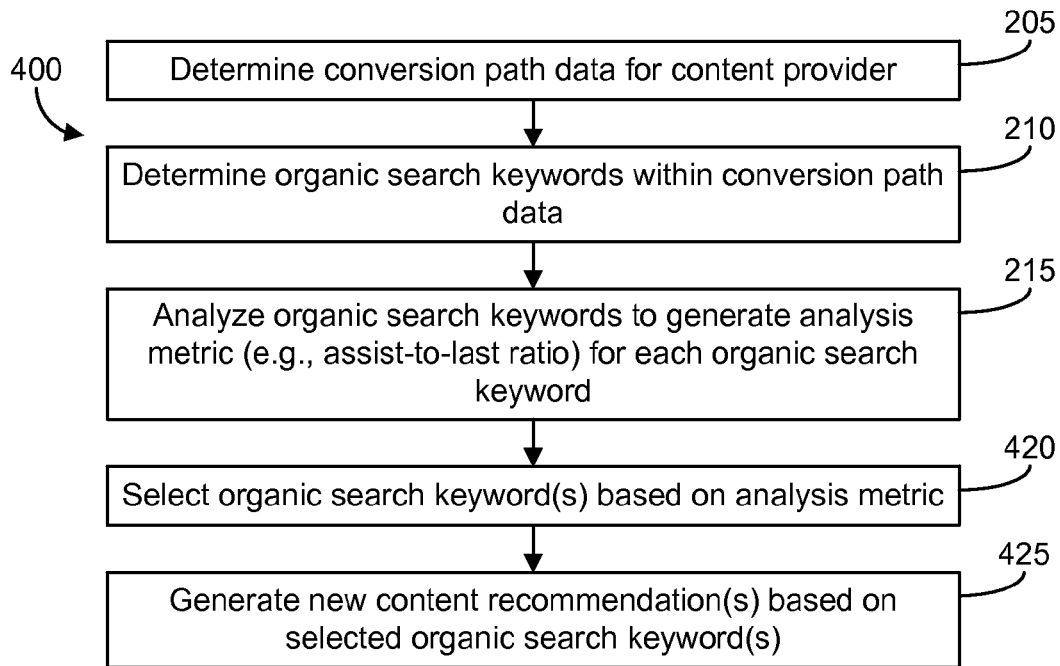 205
400
Determine conversion path data for content provider
210
Determine organic search keywords within conversion path
data
215
Analyze organic search keywords to generate analysis
metric (e.g., assist-to-last ratio) for each organic search
keyword
420
Select organic search keyword(s) based on analysis metric
425
Generate new content recommendation(s) based on
selected organic search keyword(s)